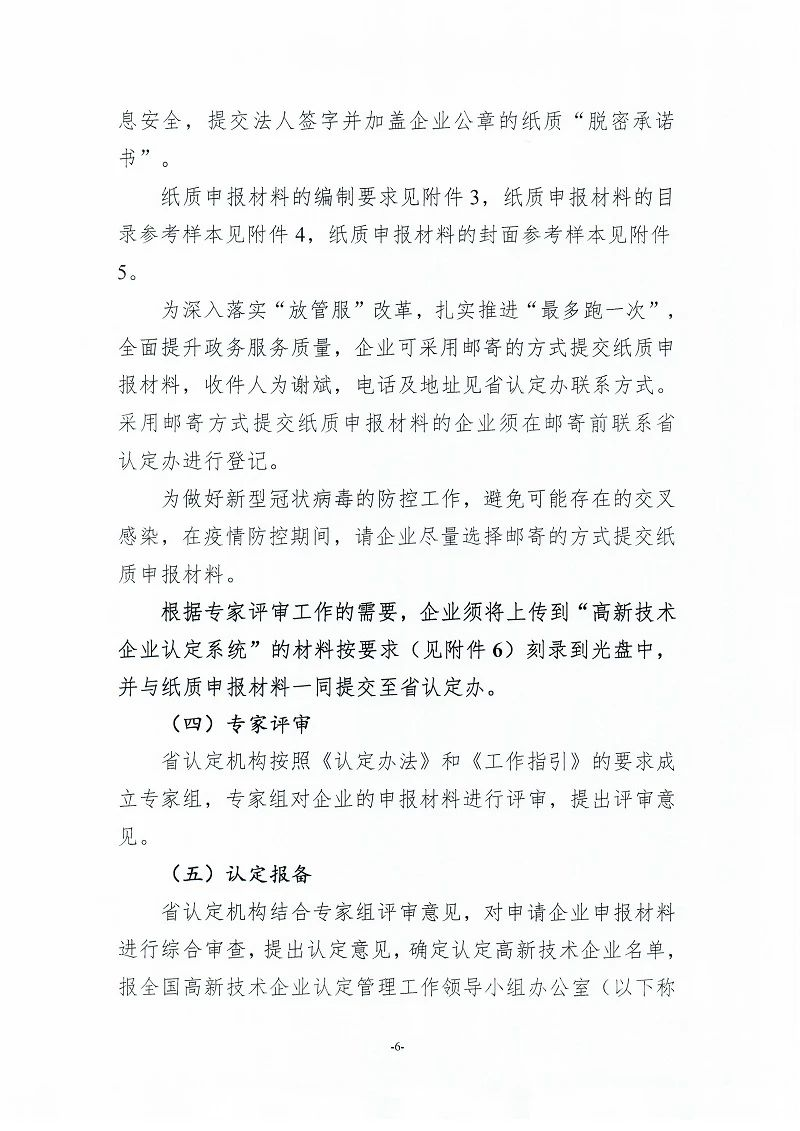 息安全，提交法人签字并加盖企业公章的纸质“脱密承诺
书”。
纸质申报材料的编制要求见附件 3，纸质申报材料的目
录参考样本见附件 4，纸质申报材料的封面参考样本见附件
5。
为深入落实“放管服”改革，扎实推进“最多跑一次”，
全面提升政务服务质量，企业可采用邮寄的方式提交纸质申
报材料，收件人为谢斌，电话及地址见省认定办联系方式。
采用邮寄方式提交纸质申报材料的企业须在邮寄前联系省
认定办进行登记。
为做好新型冠状病毒的防控工作，避免可能存在的交叉
感染，在疫情防控期间，请企业尽量选择邮寄的方式提交纸
质申报材料。
根据专家评审工作的需要，企业须将上传到“高新技术
企业认定系统”的材料按要求（见附件 6）刻录到光盘中，
并与纸质申报材料一同提交至省认定办。
（四）专家评审
省认定机构按照《认定办法》和《工作指引》的要求成
立专家组，专家组对企业的申报材料进行评审，提出评审意
见。
（五）认定报备
省认定机构结合专家组评审意见，对申请企业申报材料
进行综合审查，提出认定意见，确定认定高新技术企业名单，
报全国高新技术企业认定管理工作领导小组办公室（以下称
-6-